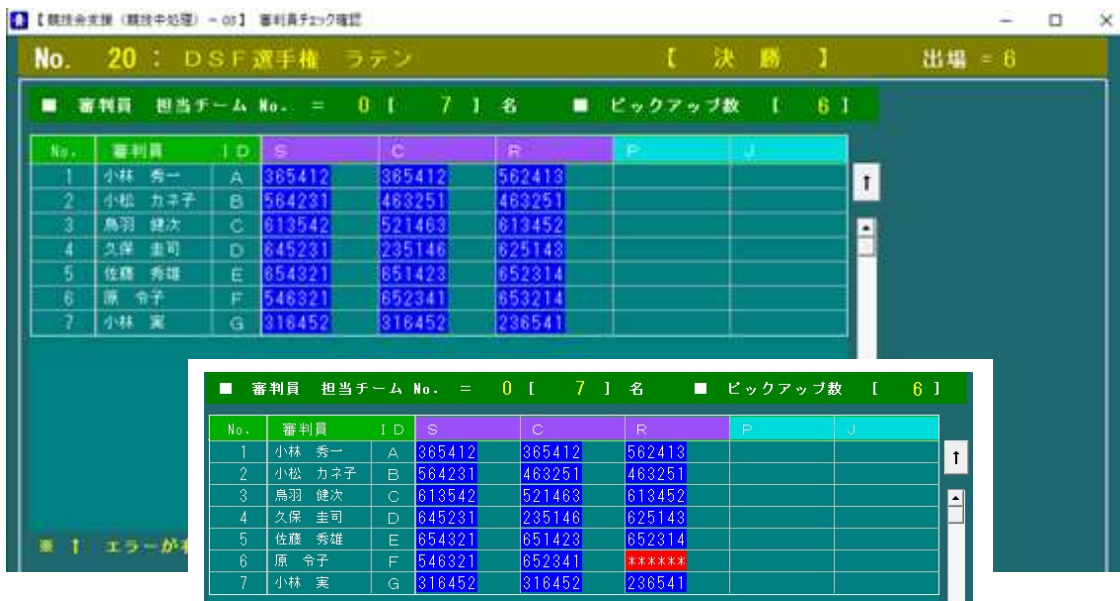 【競技会支援（競技中処理）- OS】 審判員チェック確認
No. 20 : DSF選手権 ラテン 【 決 勝 】 出場 = 6
■ 審判員 担当チーム No. = 0 [ 7 ] 名 ■ ピックアップ数 [ 6 ]
No. 審判員 ID S C R P J
1 小林 秀一 A 365412 365412 562413
2 小松 カネ子 B 564231 463251 463251
3 鳥羽 健次 C 613542 521463 613452
4 久保 圭司 D 645231 235146 625143
5 佐藤 秀雄 E 654321 651423 652314
6 原 令子 F 546321 652341 653214
7 小林 実 G 316452 316452 236541
※ ↑ エラーが
■ 審判員 担当チーム No. = 0 [ 7 ] 名 ■ ピックアップ数 [ 6 ]
No. 審判員 ID S C R P J
1 小林 秀一 A 365412 365412 562413
2 小松 カネ子 B 564231 463251 463251
3 鳥羽 健次 C 613542 521463 613452
4 久保 圭司 D 645231 235146 625143
5 佐藤 秀雄 E 654321 651423 652314
6 原 令子 F 546321 652341 ******
7 小林 実 G 316452 316452 236541